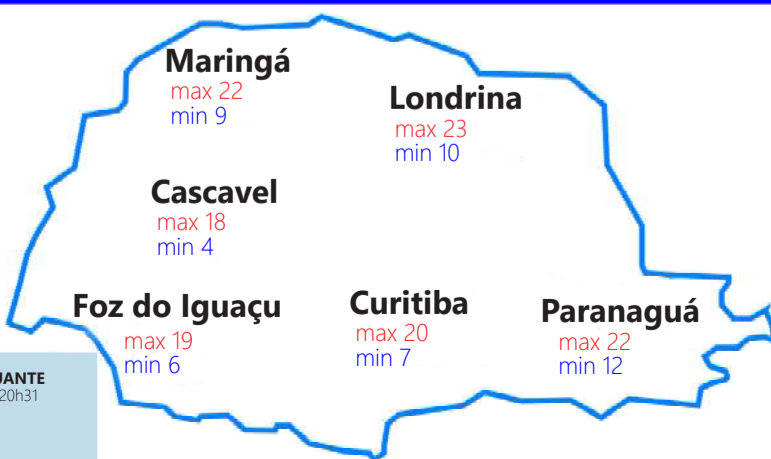 Maringá
max 22
min 9
Londrina
max 23
min 10
Cascavel
max 18
min 4
Foz do Iguaçu
max 19
min 6
Curitiba
max 20
min 7
Paranaguá
max 22
min 12
20h31